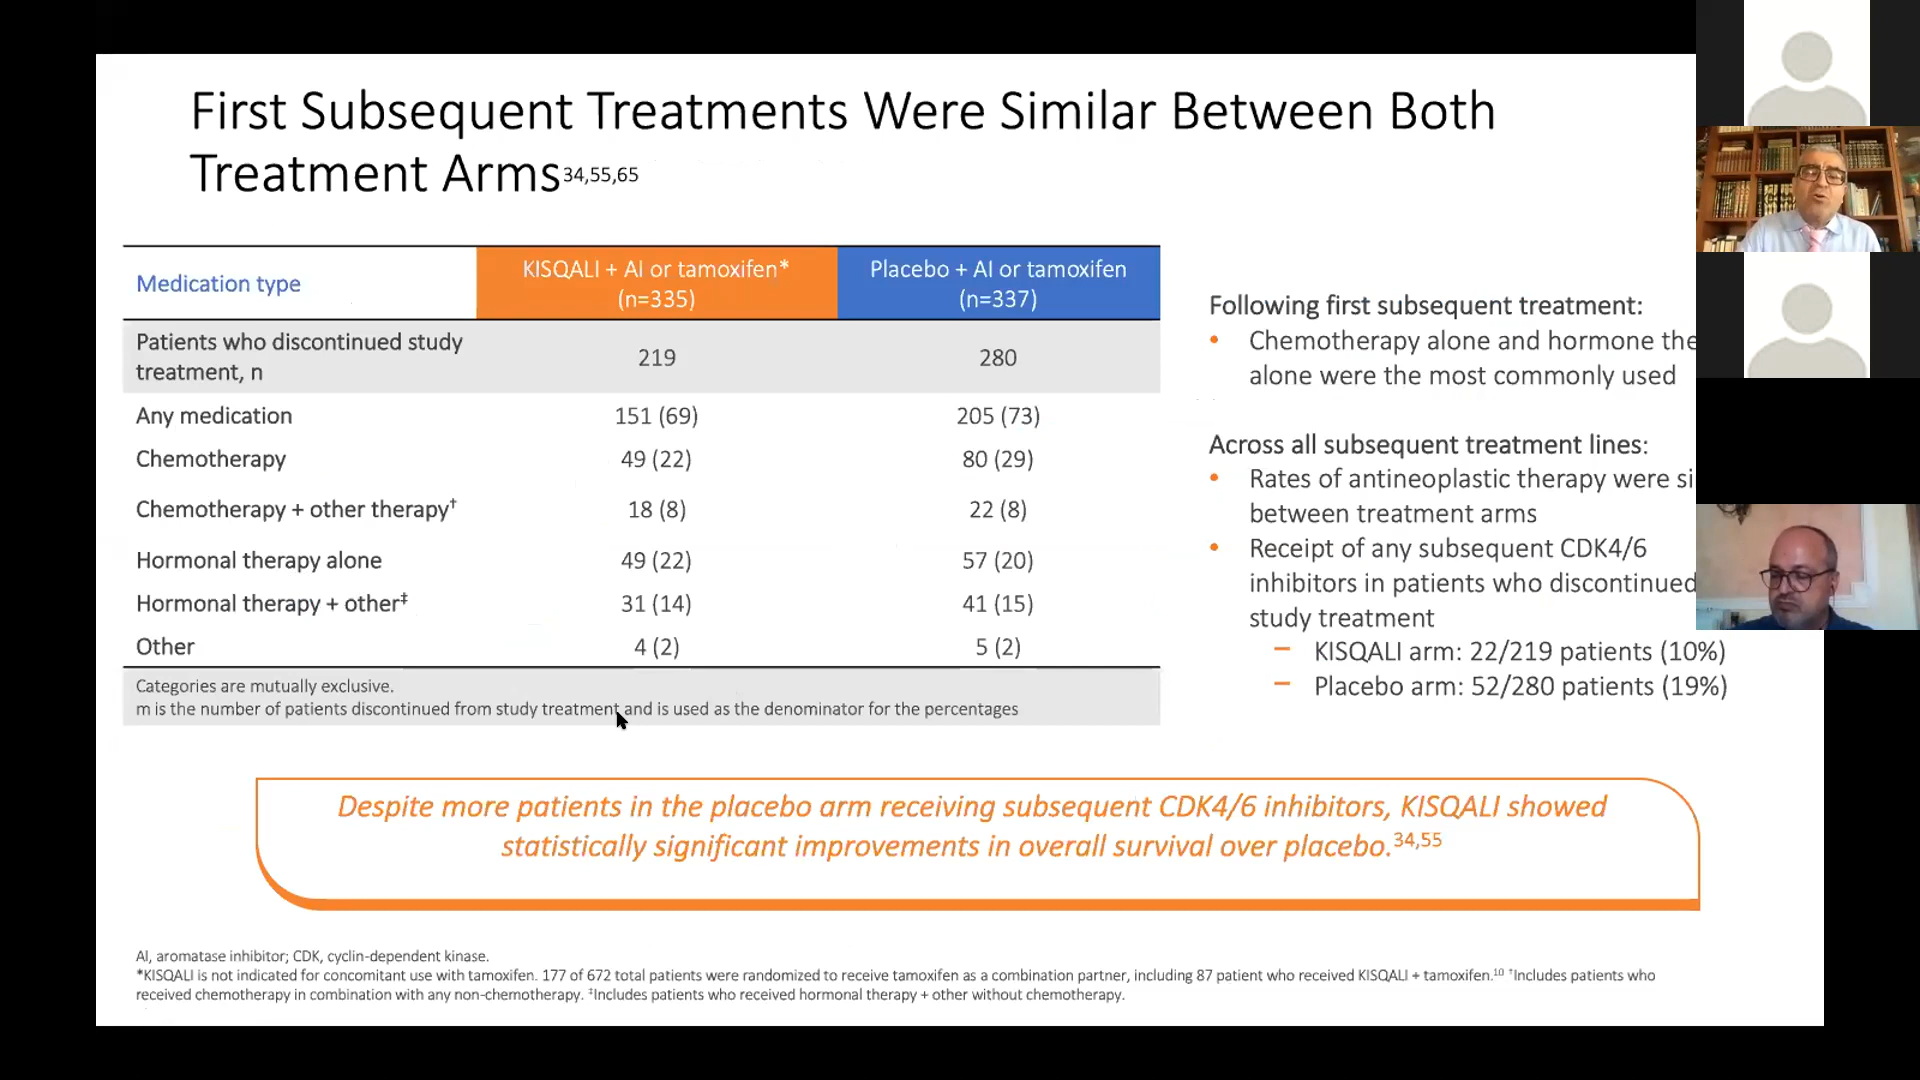 First Subsequent Treatments Were Similar Between Both
Treatment Arms34,55,65
Medication type
KISQALI + AI or tamoxifen*
(n=335)
Placebo + AI or tamoxifen
(n=337)
Patients who discontinued study
treatment, n
219
280
Any medication
151 (69)
205 (73)
Chemotherapy
49 (22)
80 (29)
Chemotherapy + other therapy†
18 (8)
22 (8)
Hormonal therapy alone
49 (22)
57 (20)
Hormonal therapy + other‡
31 (14)
41 (15)
Other
4 (2)
5 (2)
Categories are mutually exclusive.
m is the number of patients discontinued from study treatment and is used as the denominator for the percentages
Following first subsequent treatment:
• Chemotherapy alone and hormone the
alone were the most commonly used
Across all subsequent treatment lines:
• Rates of antineoplastic therapy were si
between treatment arms
• Receipt of any subsequent CDK4/6
inhibitors in patients who discontinued
study treatment
– KISQALI arm: 22/219 patients (10%)
– Placebo arm: 52/280 patients (19%)
Despite more patients in the placebo arm receiving subsequent CDK4/6 inhibitors, KISQALI showed
statistically significant improvements in overall survival over placebo.34,55
AI, aromatase inhibitor; CDK, cyclin-dependent kinase.
*KISQALI is not indicated for concomitant use with tamoxifen. 177 of 672 total patients were randomized to receive tamoxifen as a combination partner, including 87 patient who received KISQALI + tamoxifen.10 †Includes patients who
received chemotherapy in combination with any non-chemotherapy. ‡Includes patients who received hormonal therapy + other without chemotherapy.